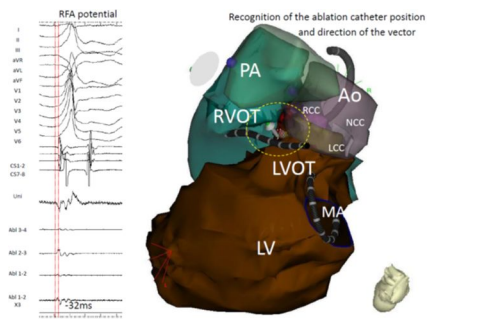 RFA potential
Recognition of the ablation catheter position
and direction of the vector
I
II
III
aVR
aVL
aVF
V1
V2
V3
V4
V5
V6
CS1-2
CS7-8
Uni
Abl 3-4
Abl 2-3
Abl 1-2
Abl 1-2
X3
-32ms
PA
Ao
RVOT
RCC
NCC
LCC
LVOT
MA
LV